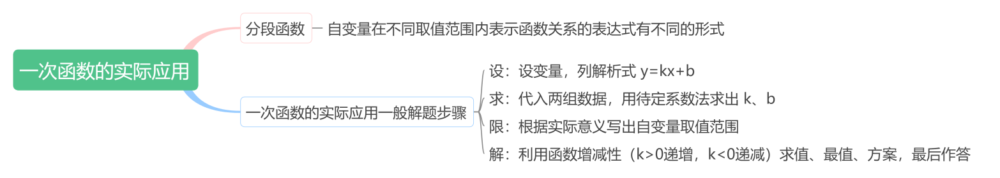 分段函数
自变量在不同取值范围内表示函数关系的表达式有不同的形式
一次函数的实际应用
一次函数的实际应用一般解题步骤
设：设变量，列解析式 y=kx+b
求：代入两组数据，用待定系数法求出 k、b
限：根据实际意义写出自变量取值范围
解：利用函数增减性（k>0递增，k<0递减）求值、最值、方案，最后作答